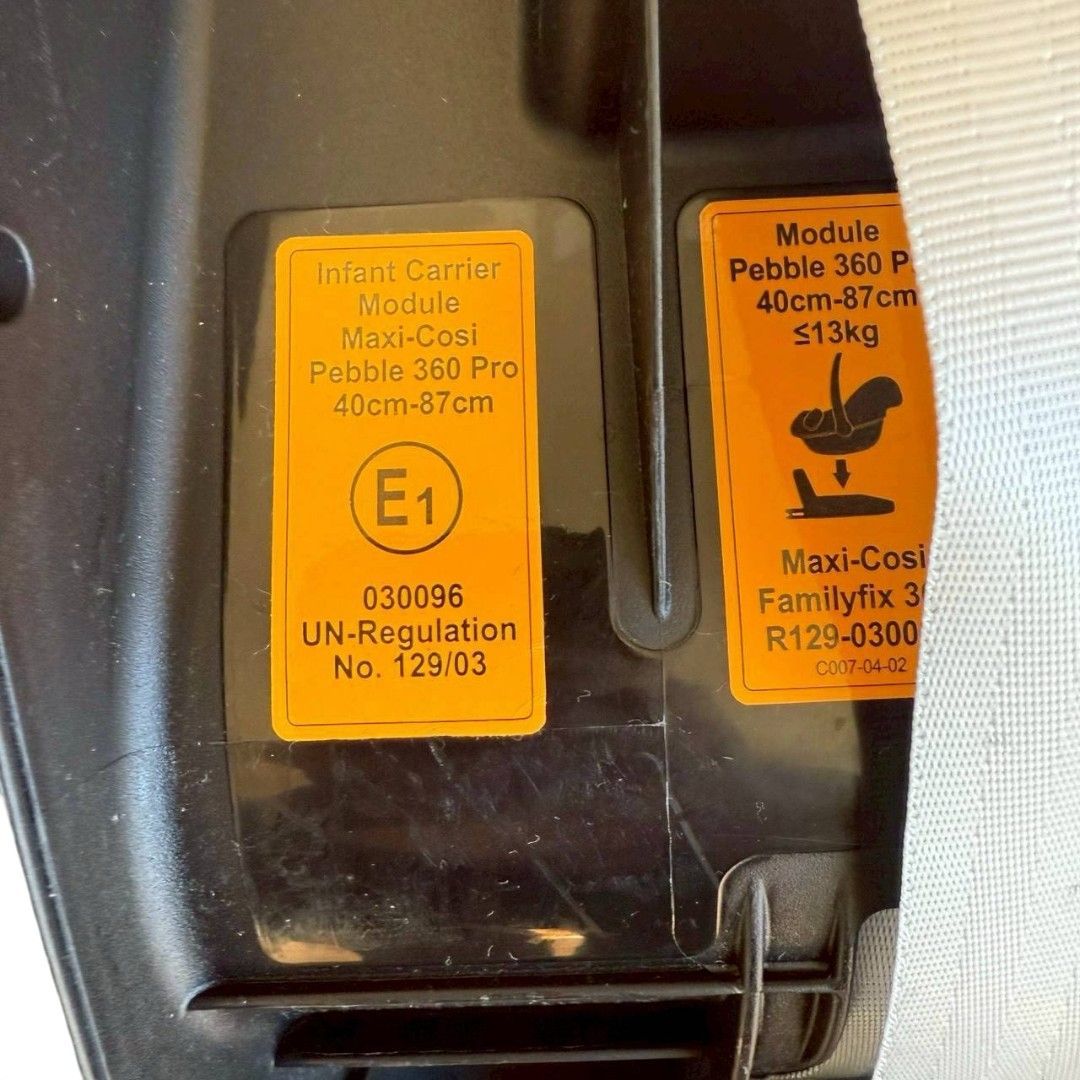 Infant Carrier
Module
Maxi-Cosi
Pebble 360 Pro
40cm-87cm
E1
030096
UN-Regulation
No. 129/03
Module
Pebble 360
40cm-87cm
≤13kg
Maxi-Cosi
Familyfix
R129-0300
C007-04-02